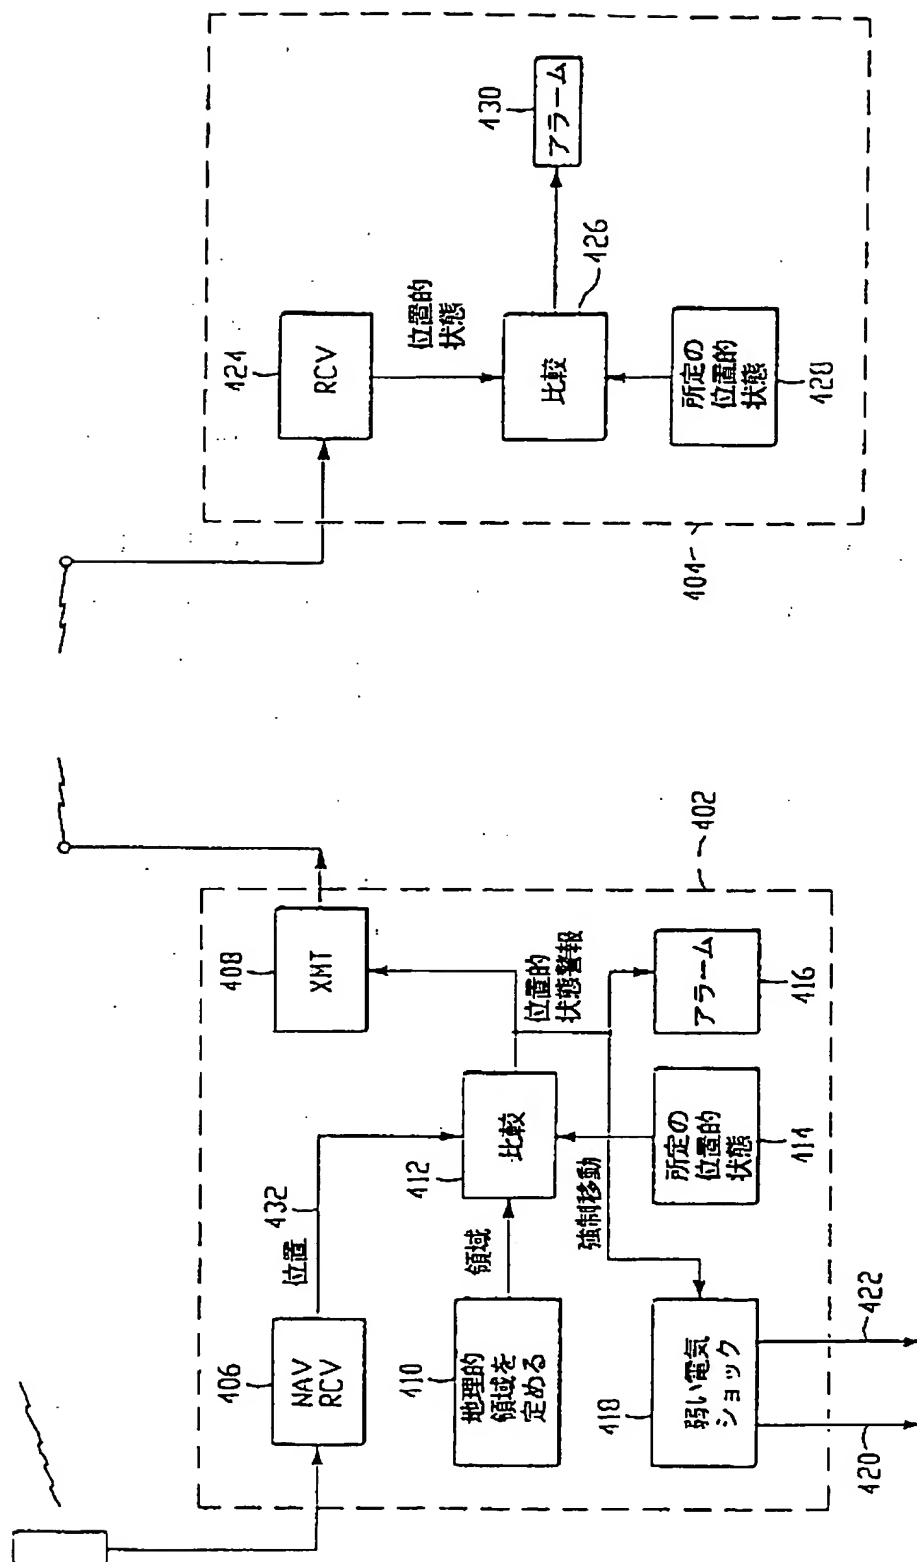 406
NAV
RCV
位置
432
408
XMT
410
地理的
領域を
定める
領域
412
比較
位置的
状態警報
強制移動
402
418
弱い電気
ショック
所定の
位置的
状態
414
アラーム
416
420
422
424
RCV
位置的
状態
比較
426
430
アラーム
所定の
位置的
状態
428
404